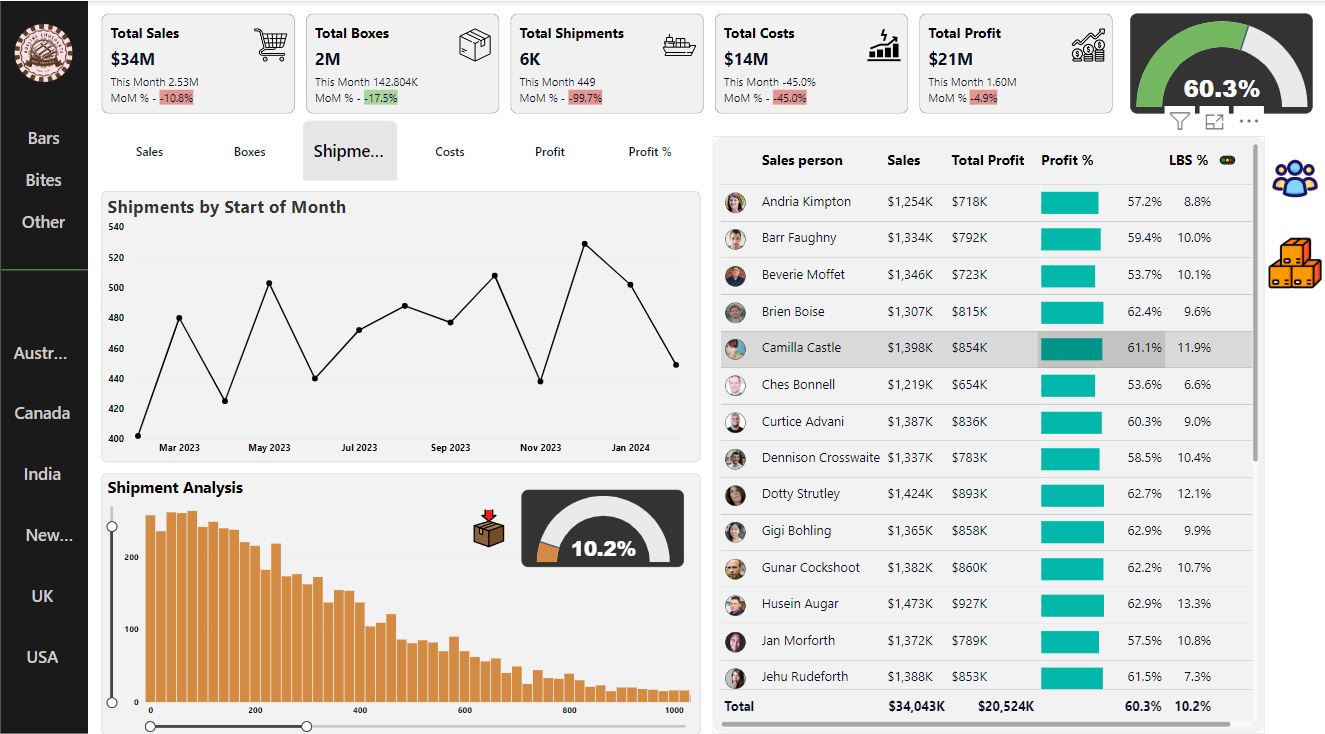 Total Sales
$34M
This Month 2.53M
MoM % - -10.8%
Total Boxes
2M
This Month 142.804K
MoM % - -17.5%
Total Shipments
6K
This Month 449
MoM % - -99.7%
Total Costs
$14M
This Month -45.0%
MoM % - -45.0%
Total Profit
$21M
This Month 1.60M
MoM % - -4.9%
60.3%
Bars
Bites
Other
Austr...
Canada
India
New...
UK
USA
Sales Boxes Shipme... Costs Profit Profit %
Shipments by Start of Month
540
520
500
480
460
440
420
400
Mar 2023 May 2023 Jul 2023 Sep 2023 Nov 2023 Jan 2024
Shipment Analysis
10.2%
200
100
0
0 200 400 600 800 1000
Sales person Sales Total Profit Profit % LBS %
Andria Kimpton $1,254K $718K 57.2% 8.8%
Barr Faughny $1,334K $792K 59.4% 10.0%
Beverie Moffet $1,346K $723K 53.7% 10.1%
Brien Boise $1,307K $815K 62.4% 9.6%
Camilla Castle $1,398K $854K 61.1% 11.9%
Ches Bonnell $1,219K $654K 53.6% 6.6%
Curtice Advani $1,387K $836K 60.3% 9.0%
Dennison Crosswaite $1,337K $783K 58.5% 10.4%
Dotty Strutley $1,424K $893K 62.7% 12.1%
Gigi Bohling $1,365K $858K 62.9% 9.9%
Gunar Cockshoot $1,382K $860K 62.2% 10.7%
Husein Augar $1,473K $927K 62.9% 13.3%
Jan Morforth $1,372K $789K 57.5% 10.8%
Jehu Rudeforth $1,388K $853K 61.5% 7.3%
Total $34,043K $20,524K 60.3% 10.2%